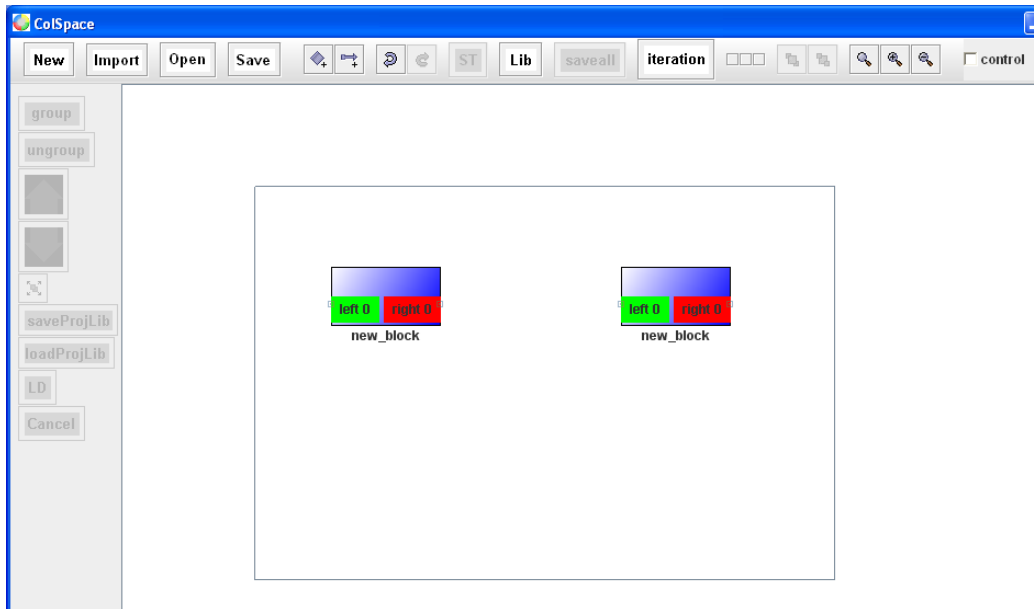 ColSpace
New Import Open Save ST Lib saveall iteration control
group
ungroup
saveProjLib
loadProjLib
LD
Cancel
left 0 right 0 left 0 right 0
new_block new_block